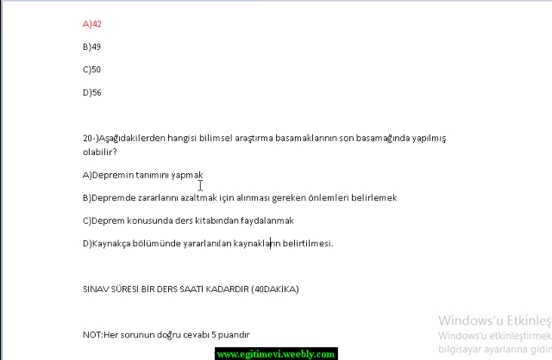 A)42
B)49
C)50
D)56
20-)Aşağıdakilerden hangisi bilimsel araştırma basamaklarının son basamağında yapılmış
olabilir?
A)Depremin tanımını yapmak
B)Depremde zararlarını azaltmak için alınması gereken önlemleri belirlemek
C)Deprem konusunda ders kitabından faydalanmak
D)Kaynakça bölümünde yararlanılan kaynakların belirtilmesi.
SINAV SÜRESİ BİR DERS SAATİ KADARDIR (40DAKİKA)
Windows'u Etkinleş
Windows'u etkinleştirmek
bilgisayar ayarlarına gidin
NOT:Her sorunun doğru cevabı 5 puandır
www.egitimevi.weebly.com